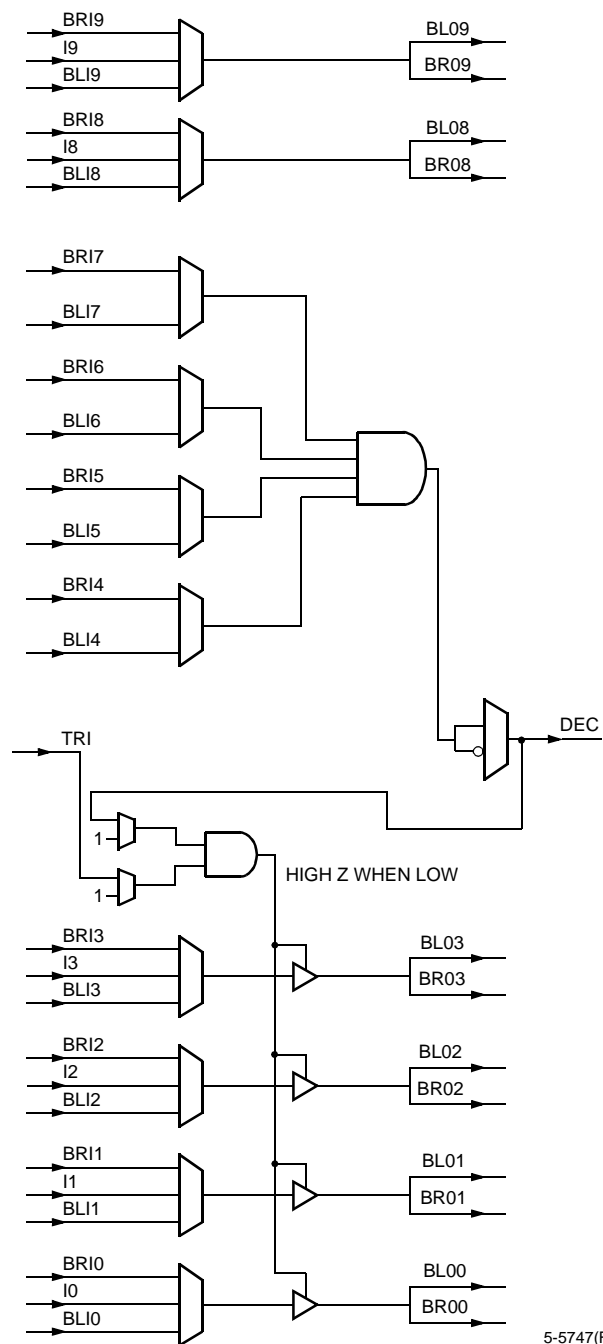 BRI9
I9
BLI9
BL09
BR09
BRI8
I8
BLI8
BL08
BR08
BRI7
BLI7
BRI6
BLI6
BRI5
BLI5
BRI4
BLI4
DEC
TRI
1
1
HIGH Z WHEN LOW
BRI3
I3
BLI3
BL03
BR03
BRI2
I2
BLI2
BL02
BR02
BRI1
I1
BLI1
BL01
BR01
BRI0
I0
BLI0
BL00
BR00
5-5747(F